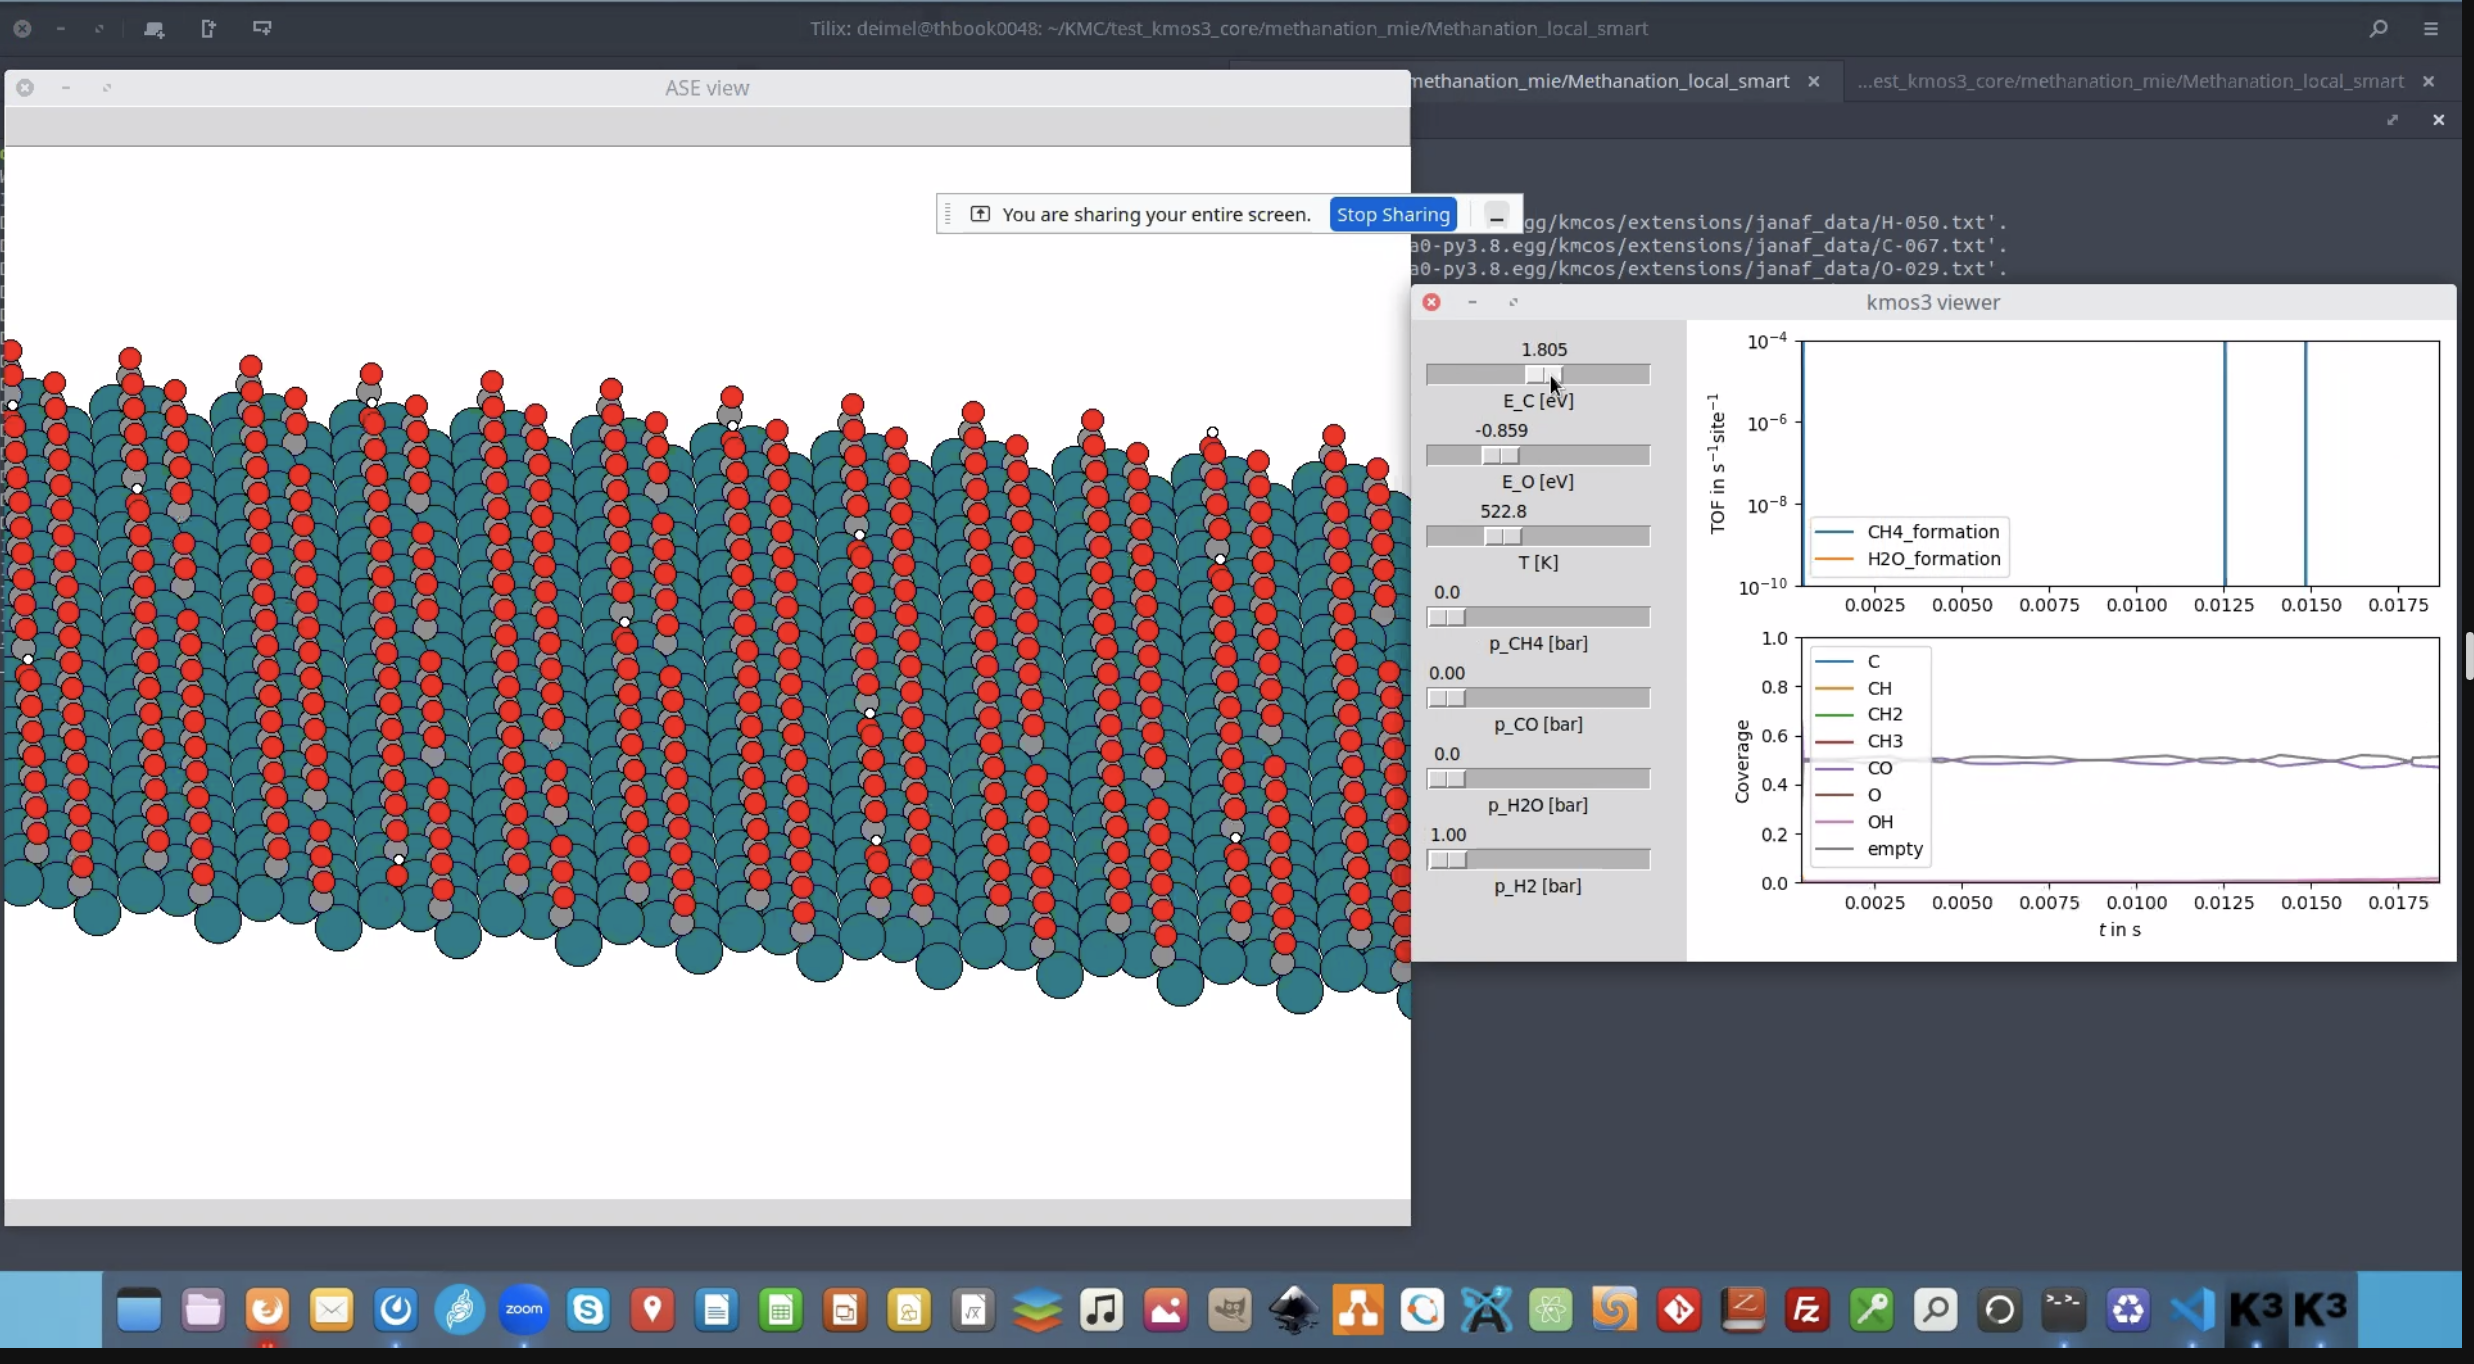 Tilix: deimel@thbook0048: ~/KMC/test_kmos3_core/methanation_mie/Methanation_local_smart
methanation_mie/Methanation_local_smart
...est_kmos3_core/methanation_mie/Methanation_local_smart
ASE view
You are sharing your entire screen. Stop Sharing
gg/kmcos/extensions/janaf_data/H-050.txt'.
a0-py3.8.egg/kmcos/extensions/janaf_data/C-067.txt'.
a0-py3.8.egg/kmcos/extensions/janaf_data/O-029.txt'.
kmos3 viewer
1.805
E_C [eV]
-0.859
E_O [eV]
522.8
T [K]
0.0
p_CH4 [bar]
0.00
p_CO [bar]
0.0
p_H2O [bar]
1.00
p_H2 [bar]
TOF in s⁻¹site⁻¹
10⁻⁴
10⁻⁶
10⁻⁸
10⁻¹⁰
CH4_formation
H2O_formation
0.0025 0.0050 0.0075 0.0100 0.0125 0.0150 0.0175
Coverage
1.0
0.8
0.6
0.4
0.2
0.0
C
CH
CH2
CH3
CO
O
OH
empty
0.0025 0.0050 0.0075 0.0100 0.0125 0.0150 0.0175
t in s
zoom
K3 K3